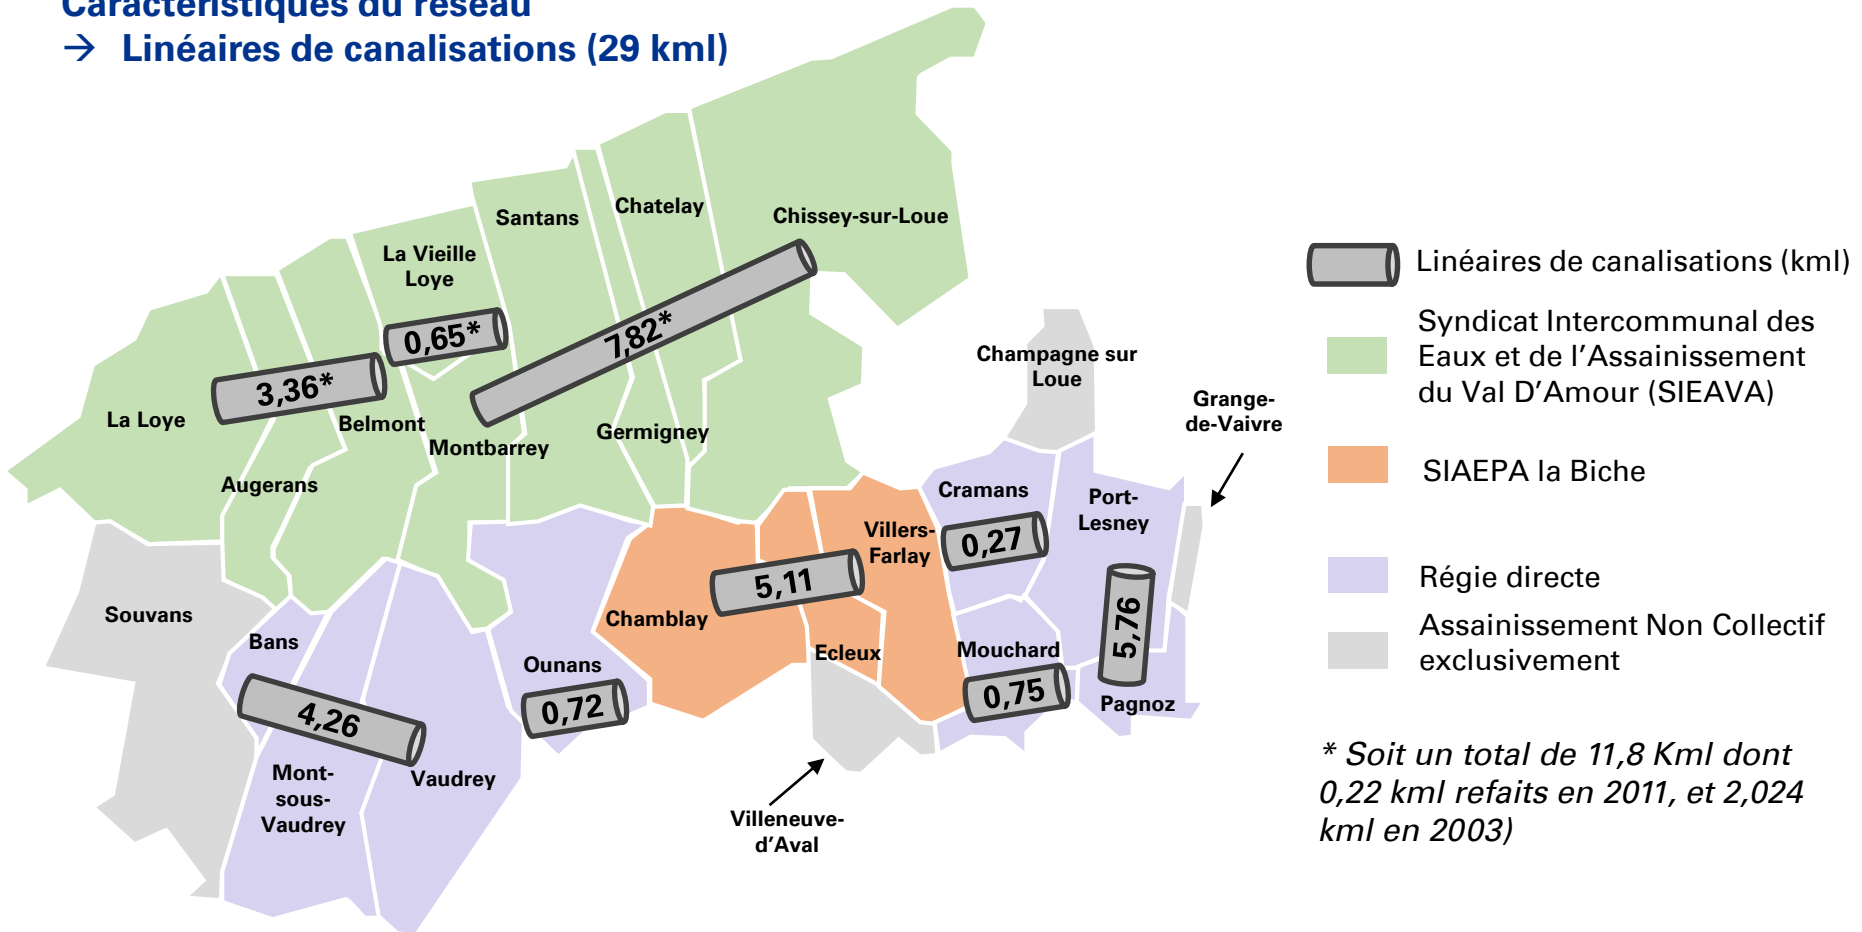 Caractéristiques du réseau
→ Linéaires de canalisations (29 kml)
Santans
Chatelay
Chissey-sur-Loue
La Vieille
Loye
0,65*
7,82*
3,36*
La Loye
Belmont
Montbarrey
Germigney
Augerans
Champagne sur
Loue
Grange-
de-Vaivre
Cramans
Port-
Lesney
Villers-
Farlay
0,27
5,11
5,76
Souvans
Bans
Chamblay
Ecleux
Mouchard
Ounans
0,72
0,75
Pagnoz
4,26
Mont-
sous-
Vaudrey
Vaudrey
Villeneuve-
d'Aval
Linéaires de canalisations (kml)
Syndicat Intercommunal des
Eaux et de l'Assainissement
du Val D'Amour (SIEAVA)
SIAEPA la Biche
Régie directe
Assainissement Non Collectif
exclusivement
* Soit un total de 11,8 Kml dont
0,22 kml refaits en 2011, et 2,024
kml en 2003)